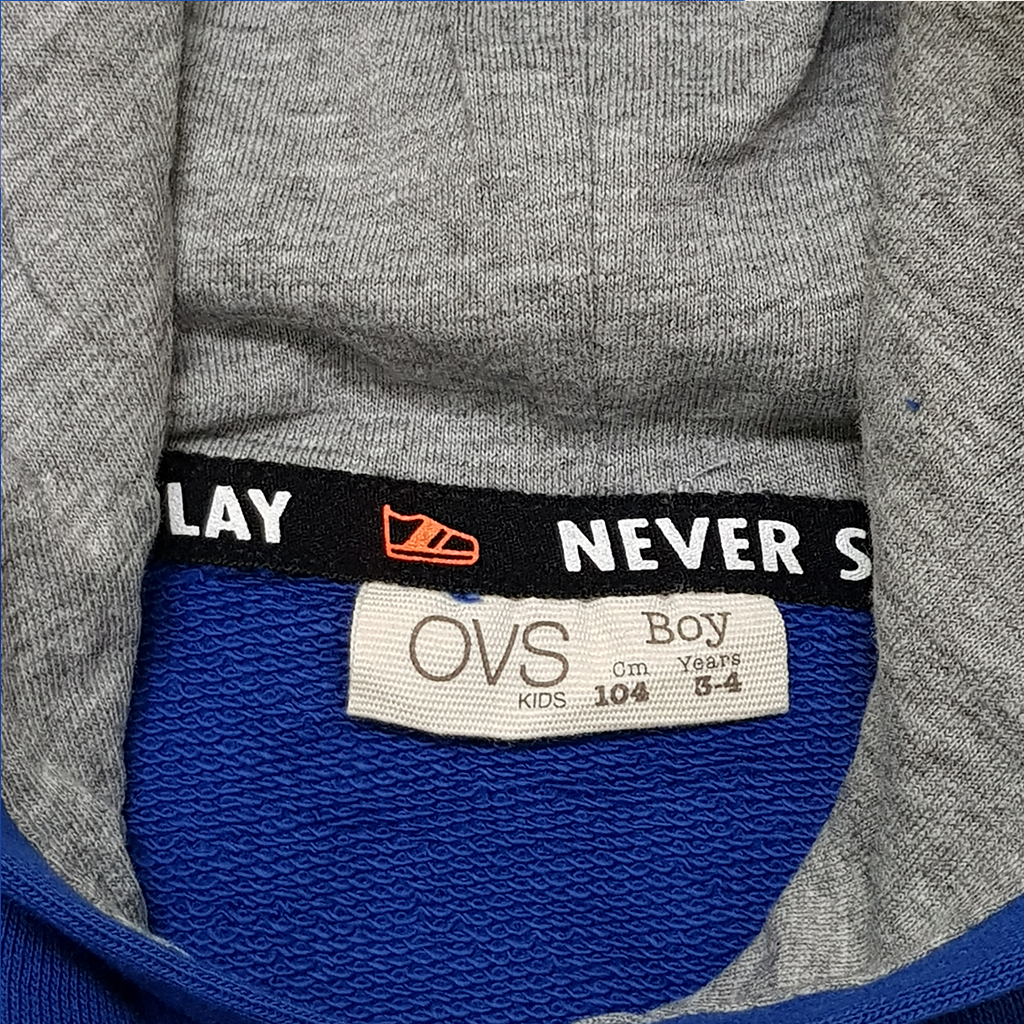 LAY NEVER S
OVS
KIDS
Boy
Cm Years
104 3-4